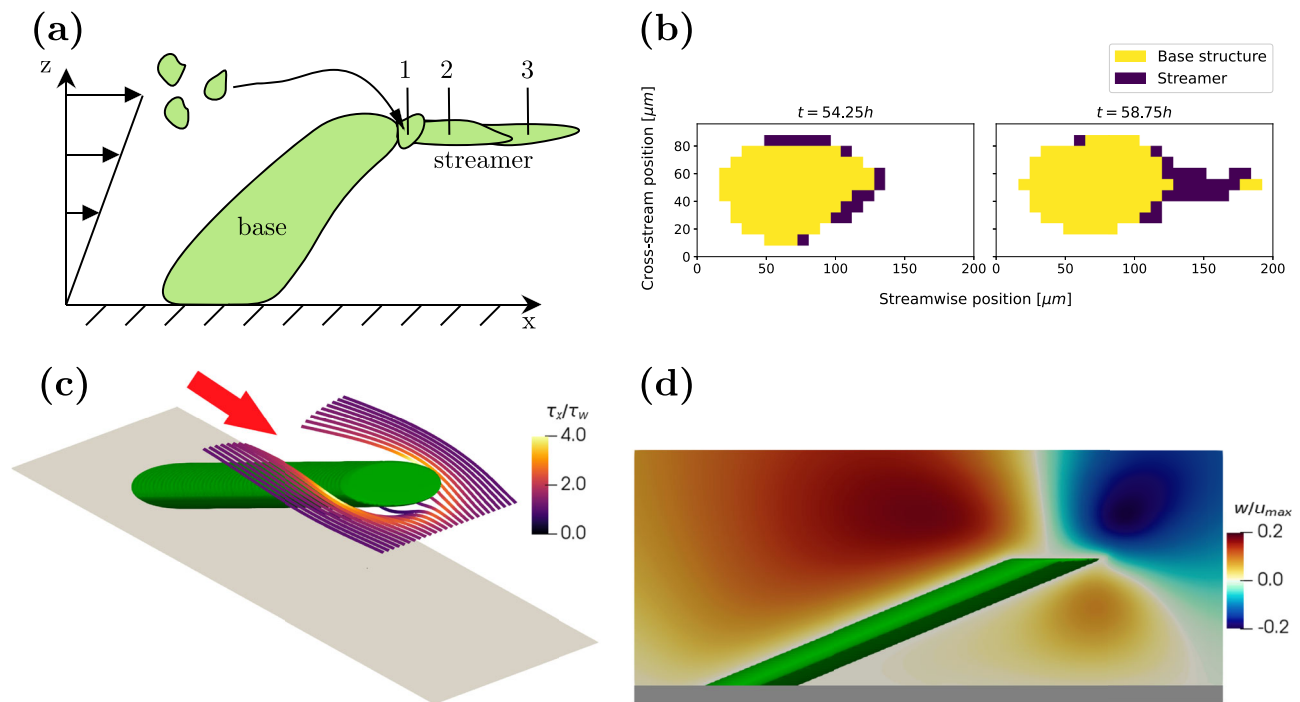 (a)
z
1 2 3
streamer
base
x
(b)
Base structure
Streamer
t = 54.25h
t = 58.75h
Cross-stream position [μm]
80
60
40
20
0
0 50 100 150 200
0 50 100 150 200
Streamwise position [μm]
(c)
τx/τw
4.0
2.0
0.0
(d)
w/umax
0.2
0.0
-0.2